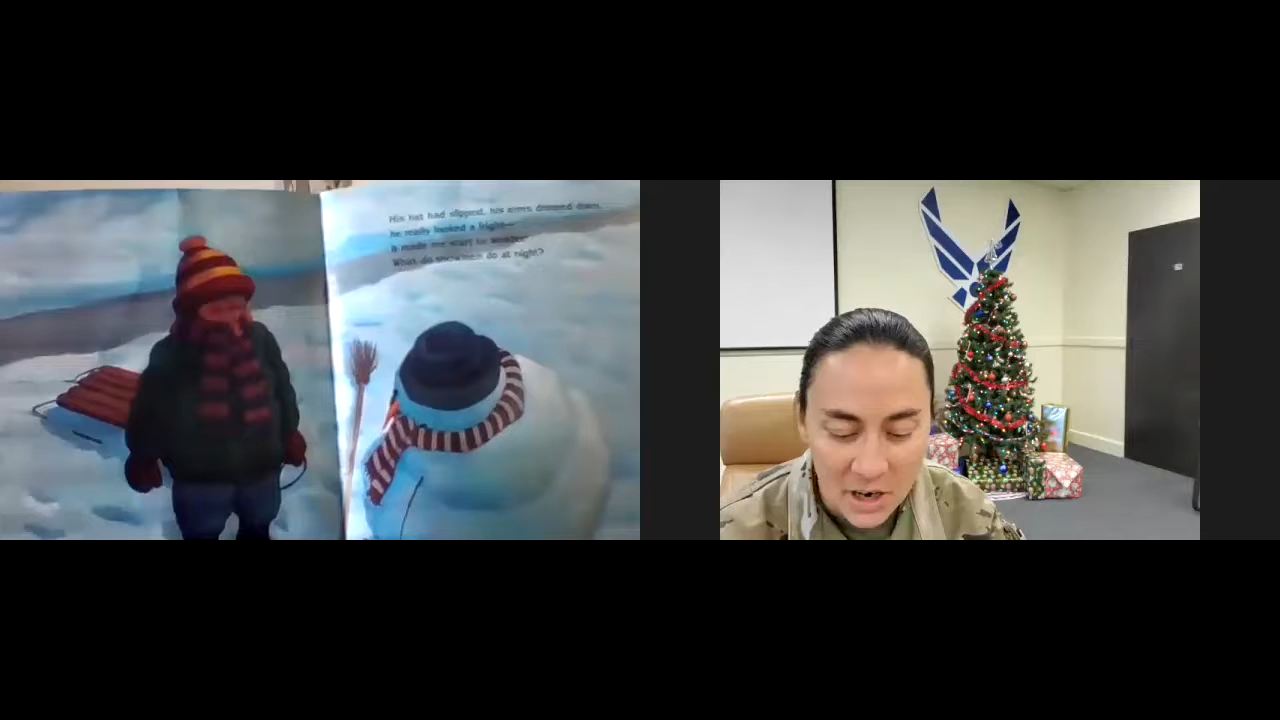 His hat had slipped, his arms drooped down,
he really looked a fright—
it made me start to wonder:
What do snowmen do at night?